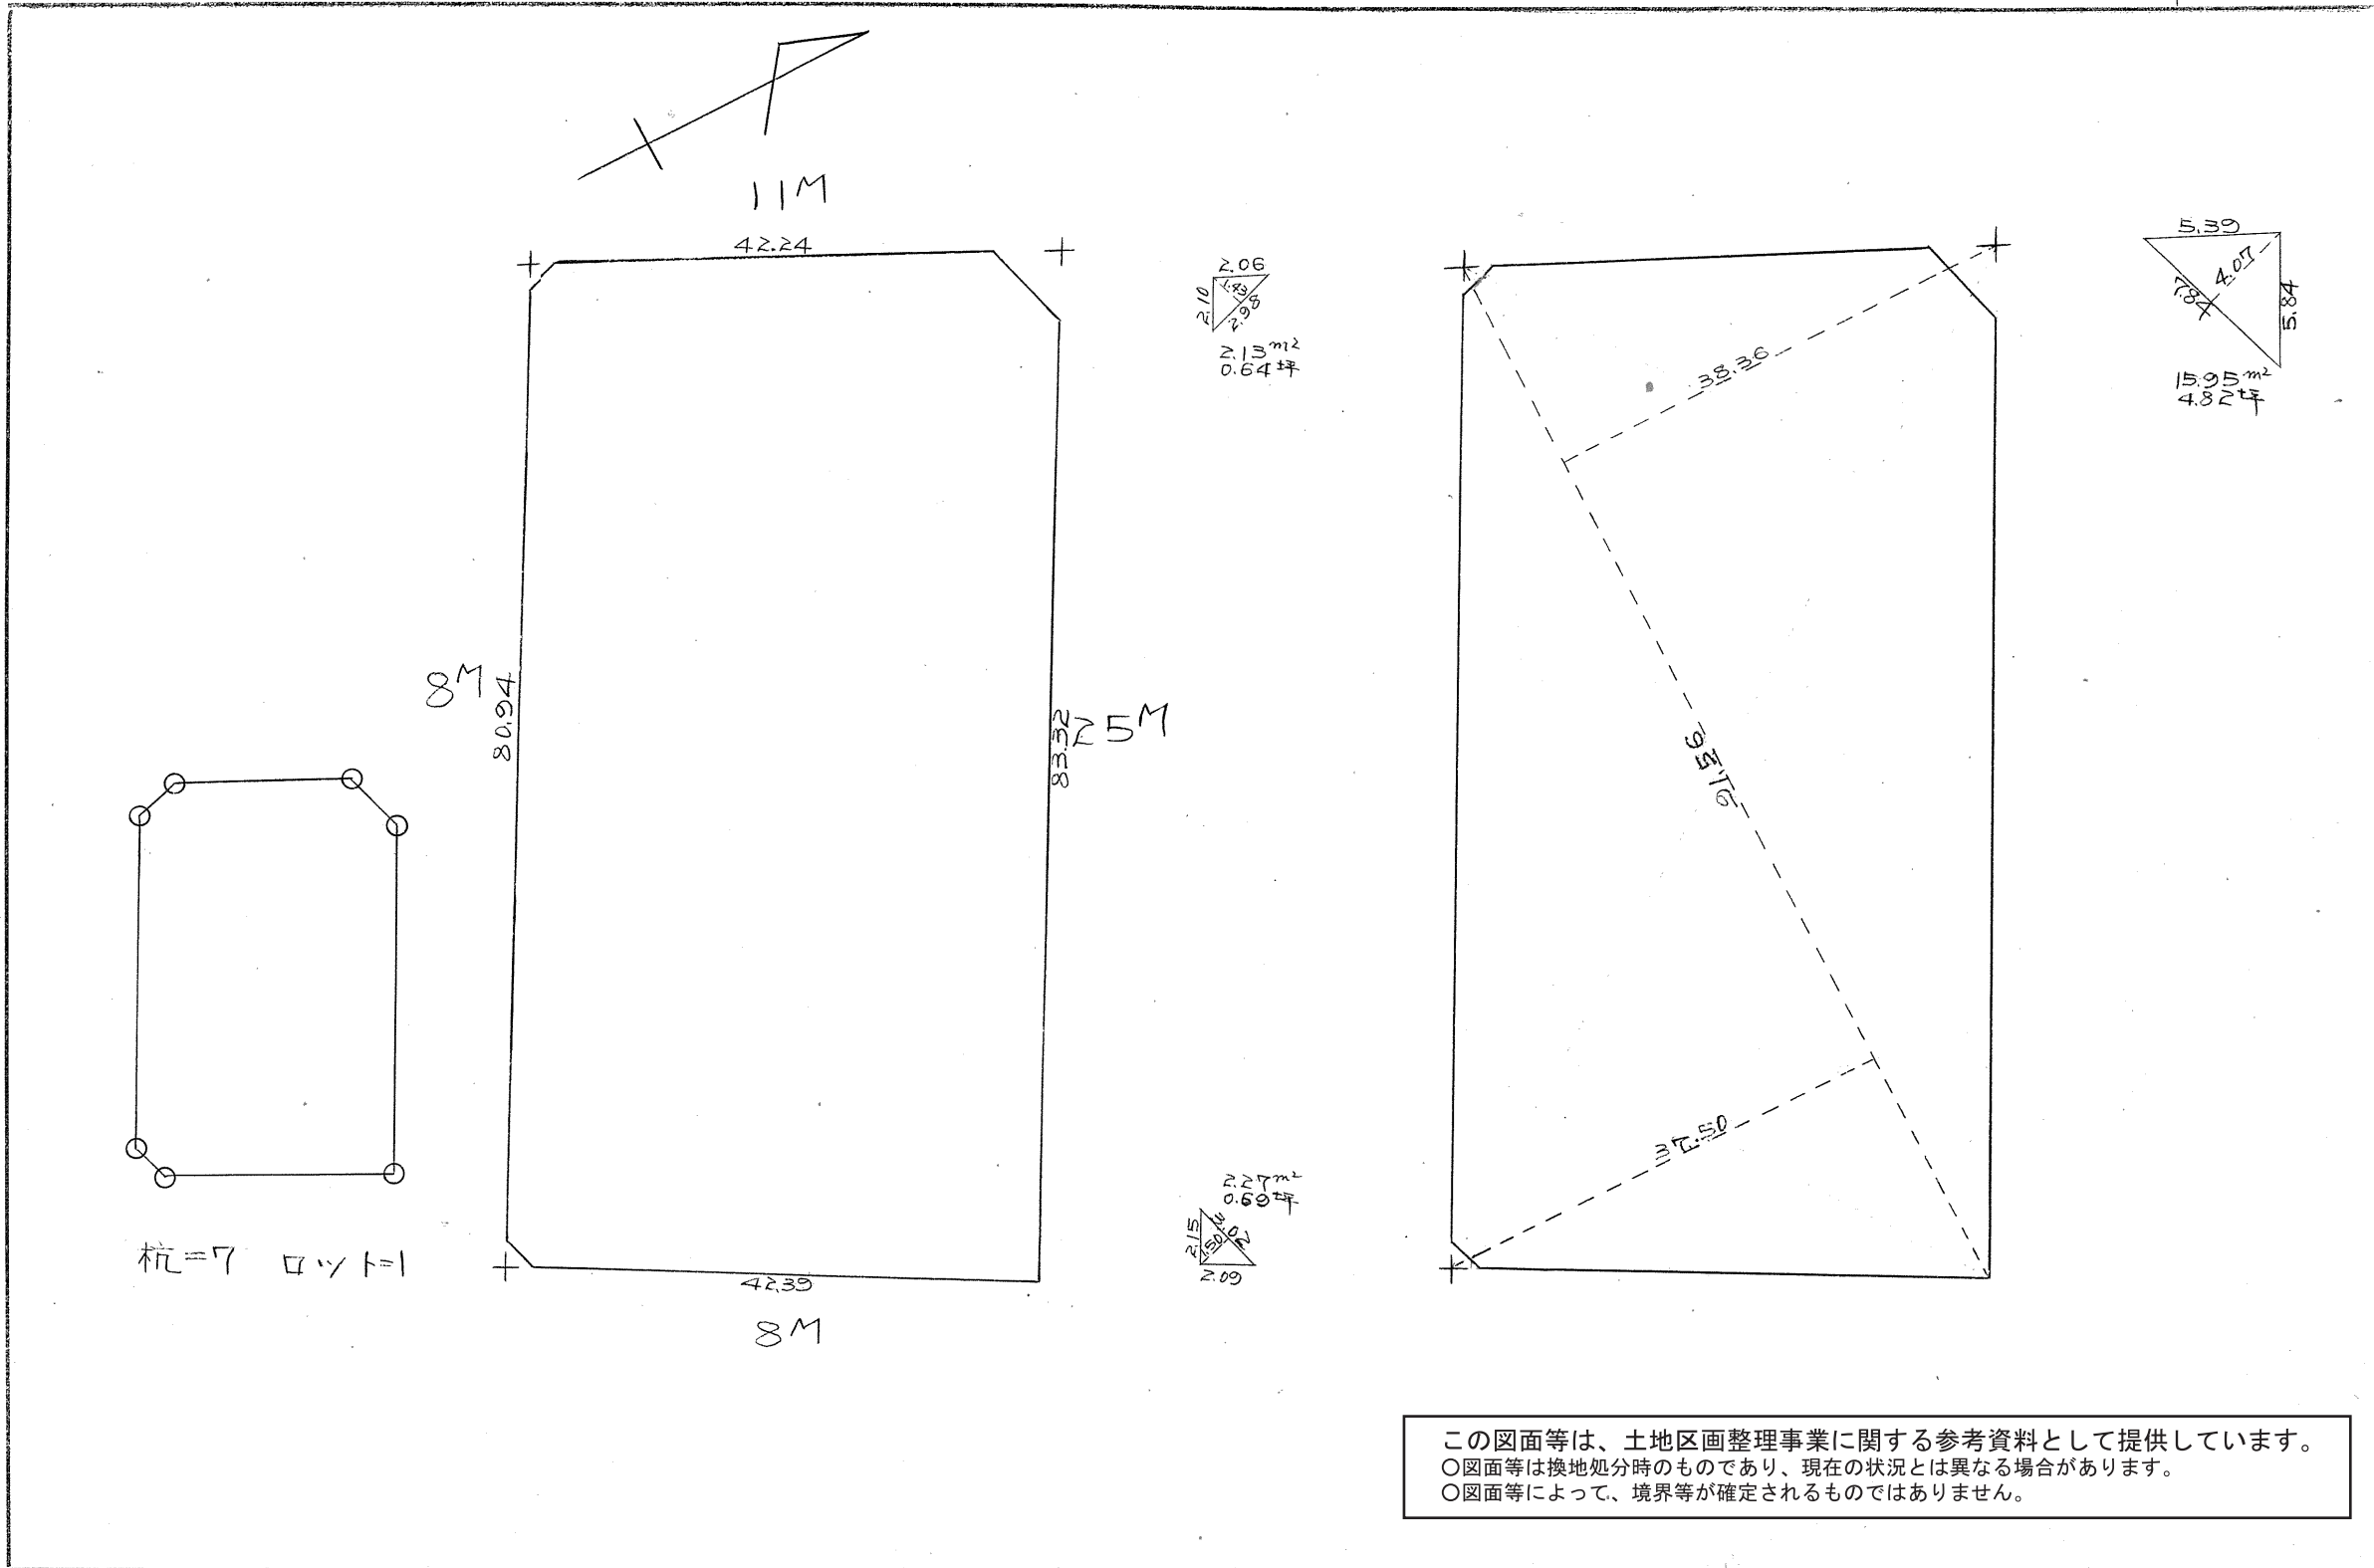 11M
42.24
8M
80.94
83.32
25M
42.39
8M
杭=7 ロット=1
2.06
2.10
1.43
2.98
2.13m²
0.64坪
2.27m²
0.69坪
2.15
3.02
1.50
2.09
38.36
91.56
37.50
5.39
4.07
7.84
5.84
15.95m²
4.82坪
この図面等は、土地区画整理事業に関する参考資料として提供しています。
○図面等は換地処分時のものであり、現在の状況とは異なる場合があります。
○図面等によって、境界等が確定されるものではありません。